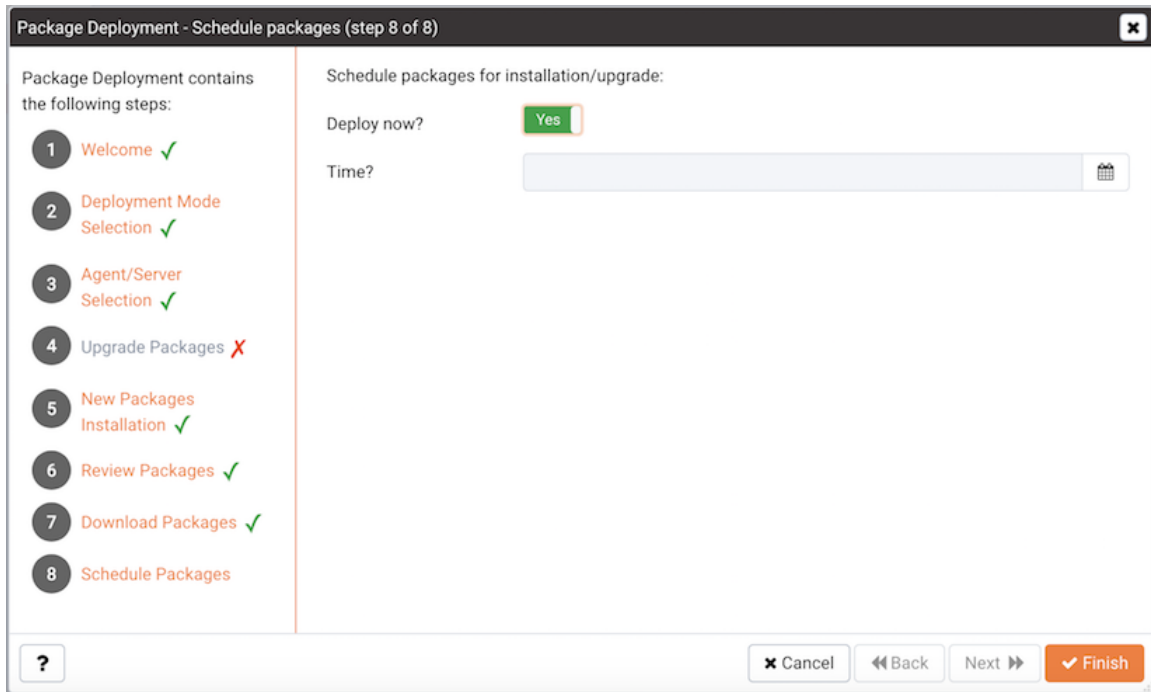 Package Deployment - Schedule packages (step 8 of 8)
Package Deployment contains
the following steps:
1 Welcome
2 Deployment Mode
Selection
3 Agent/Server
Selection
4 Upgrade Packages
5 New Packages
Installation
6 Review Packages
7 Download Packages
8 Schedule Packages
Schedule packages for installation/upgrade:
Deploy now? Yes
Time?
? Cancel Back Next Finish